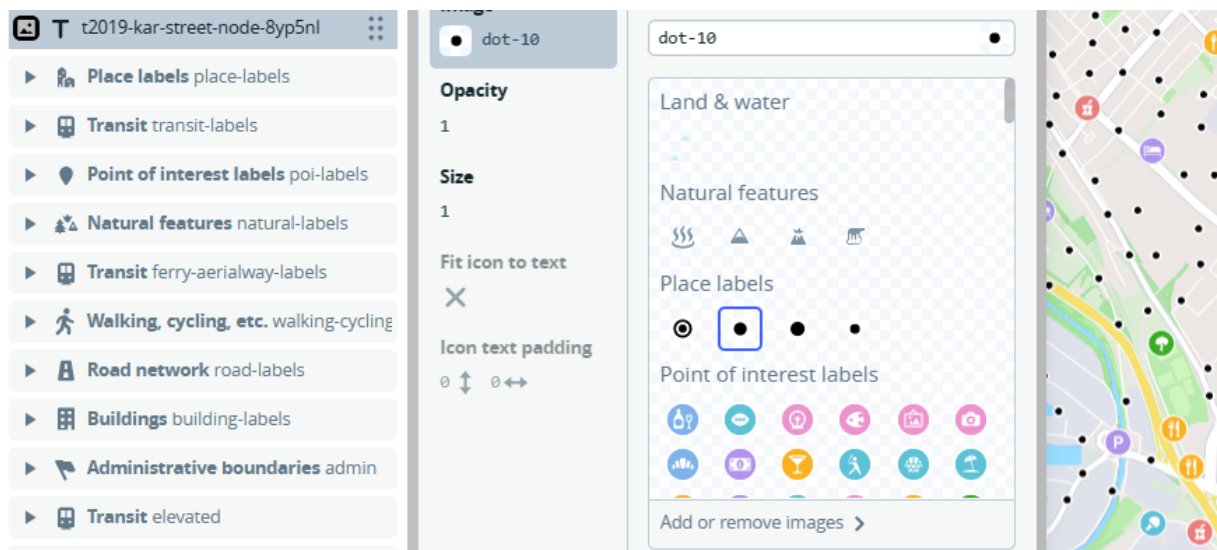 t2019-kar-street-node-8yp5nl
Place labels place-labels
Transit transit-labels
Point of interest labels poi-labels
Natural features natural-labels
Transit ferry-aerialway-labels
Walking, cycling, etc. walking-cycling
Road network road-labels
Buildings building-labels
Administrative boundaries admin
Transit elevated
dot-10
Opacity
1
Size
1
Fit icon to text
Icon text padding
0 0
dot-10
Land & water
Natural features
Place labels
Point of interest labels
Add or remove images
P